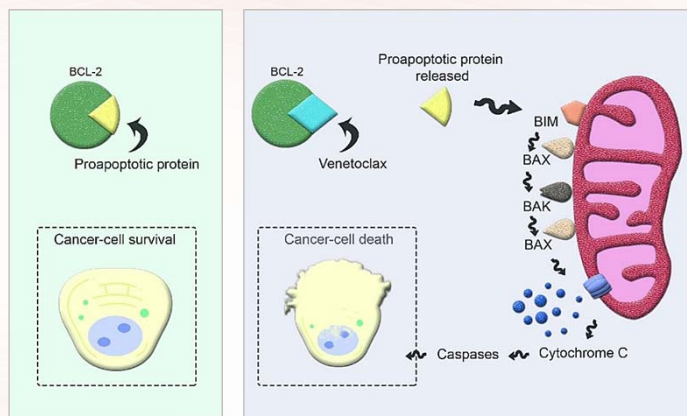 BCL-2
Proapoptotic protein
Cancer-cell survival
BCL-2
Venetoclax
Proapoptotic protein
released
BIM
BAX
BAK
BAX
Cytochrome C
Caspases
Cancer-cell death